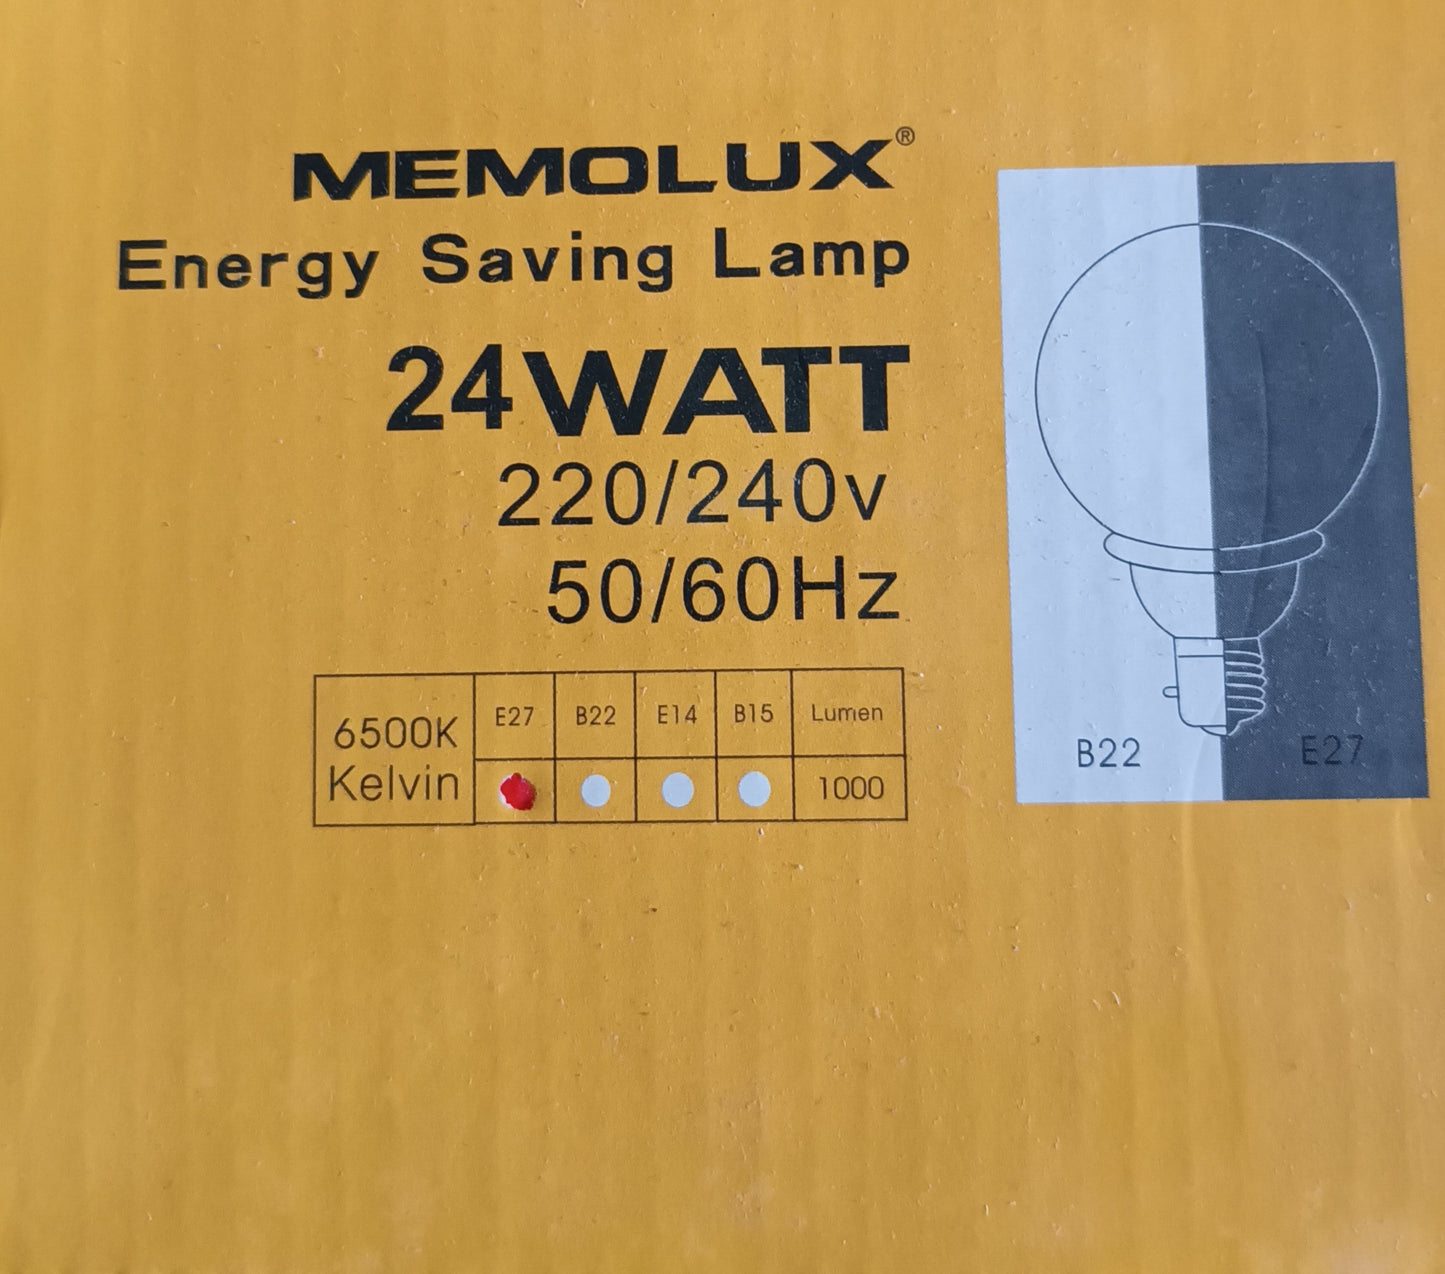 MEMOLUX®
Energy Saving Lamp
24WATT
220/240v
50/60Hz
6500K
Kelvin
E27 B22 E14 B15 Lumen
1000
B22 E27